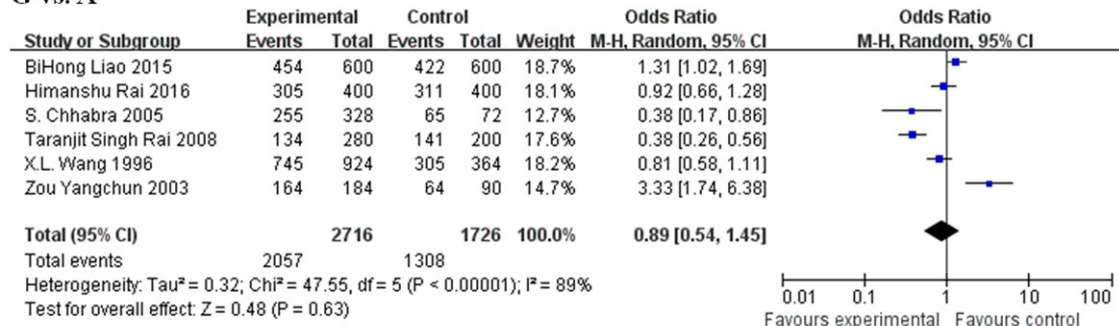 G vs. A
Experimental Control Odds Ratio Odds Ratio
Study or Subgroup Events Total Events Total Weight M-H, Random, 95% CI M-H, Random, 95% CI
BiHong Liao 2015 454 600 422 600 18.7% 1.31 [1.02, 1.69]
Himanshu Rai 2016 305 400 311 400 18.1% 0.92 [0.66, 1.28]
S. Chhabra 2005 255 328 65 72 12.7% 0.38 [0.17, 0.86]
Taranjit Singh Rai 2008 134 280 141 200 17.6% 0.38 [0.26, 0.56]
X.L. Wang 1996 745 924 305 364 18.2% 0.81 [0.58, 1.11]
Zou Yangchun 2003 164 184 64 90 14.7% 3.33 [1.74, 6.38]
Total (95% CI) 2716 1726 100.0% 0.89 [0.54, 1.45]
Total events 2057 1308
Heterogeneity: Tau² = 0.32; Chi² = 47.55, df = 5 (P < 0.00001); I² = 89%
Test for overall effect: Z = 0.48 (P = 0.63)
0.01 0.1 1 10 100
Favours experimental Favours control